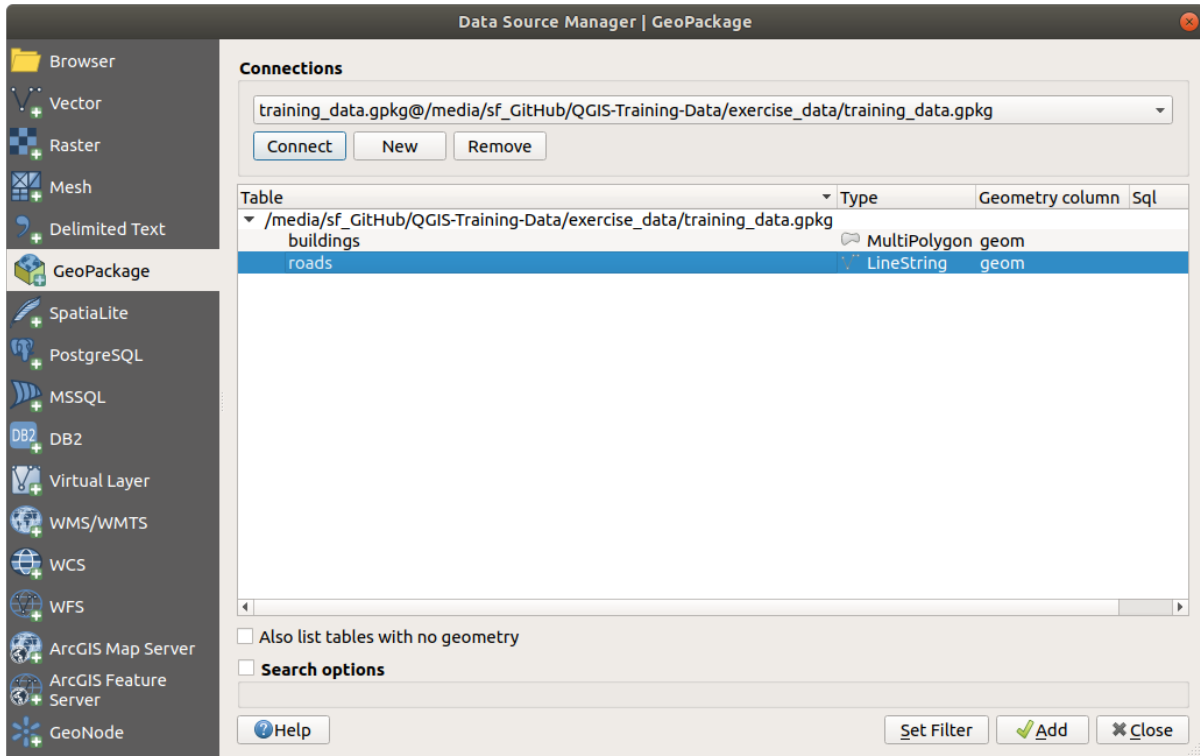 Data Source Manager | GeoPackage
Browser
Vector
Raster
Mesh
Delimited Text
GeoPackage
SpatiaLite
PostgreSQL
MSSQL
DB2 DB2
Virtual Layer
WMS/WMTS
WCS
WFS
ArcGIS Map Server
ArcGIS Feature
Server
GeoNode
Connections
training_data.gpkg@/media/sf_GitHub/QGIS-Training-Data/exercise_data/training_data.gpkg
Connect New Remove
Table Type Geometry column Sql
/media/sf_GitHub/QGIS-Training-Data/exercise_data/training_data.gpkg
buildings MultiPolygon geom
roads LineString geom
Also list tables with no geometry
Search options
?Help Set Filter Add Close